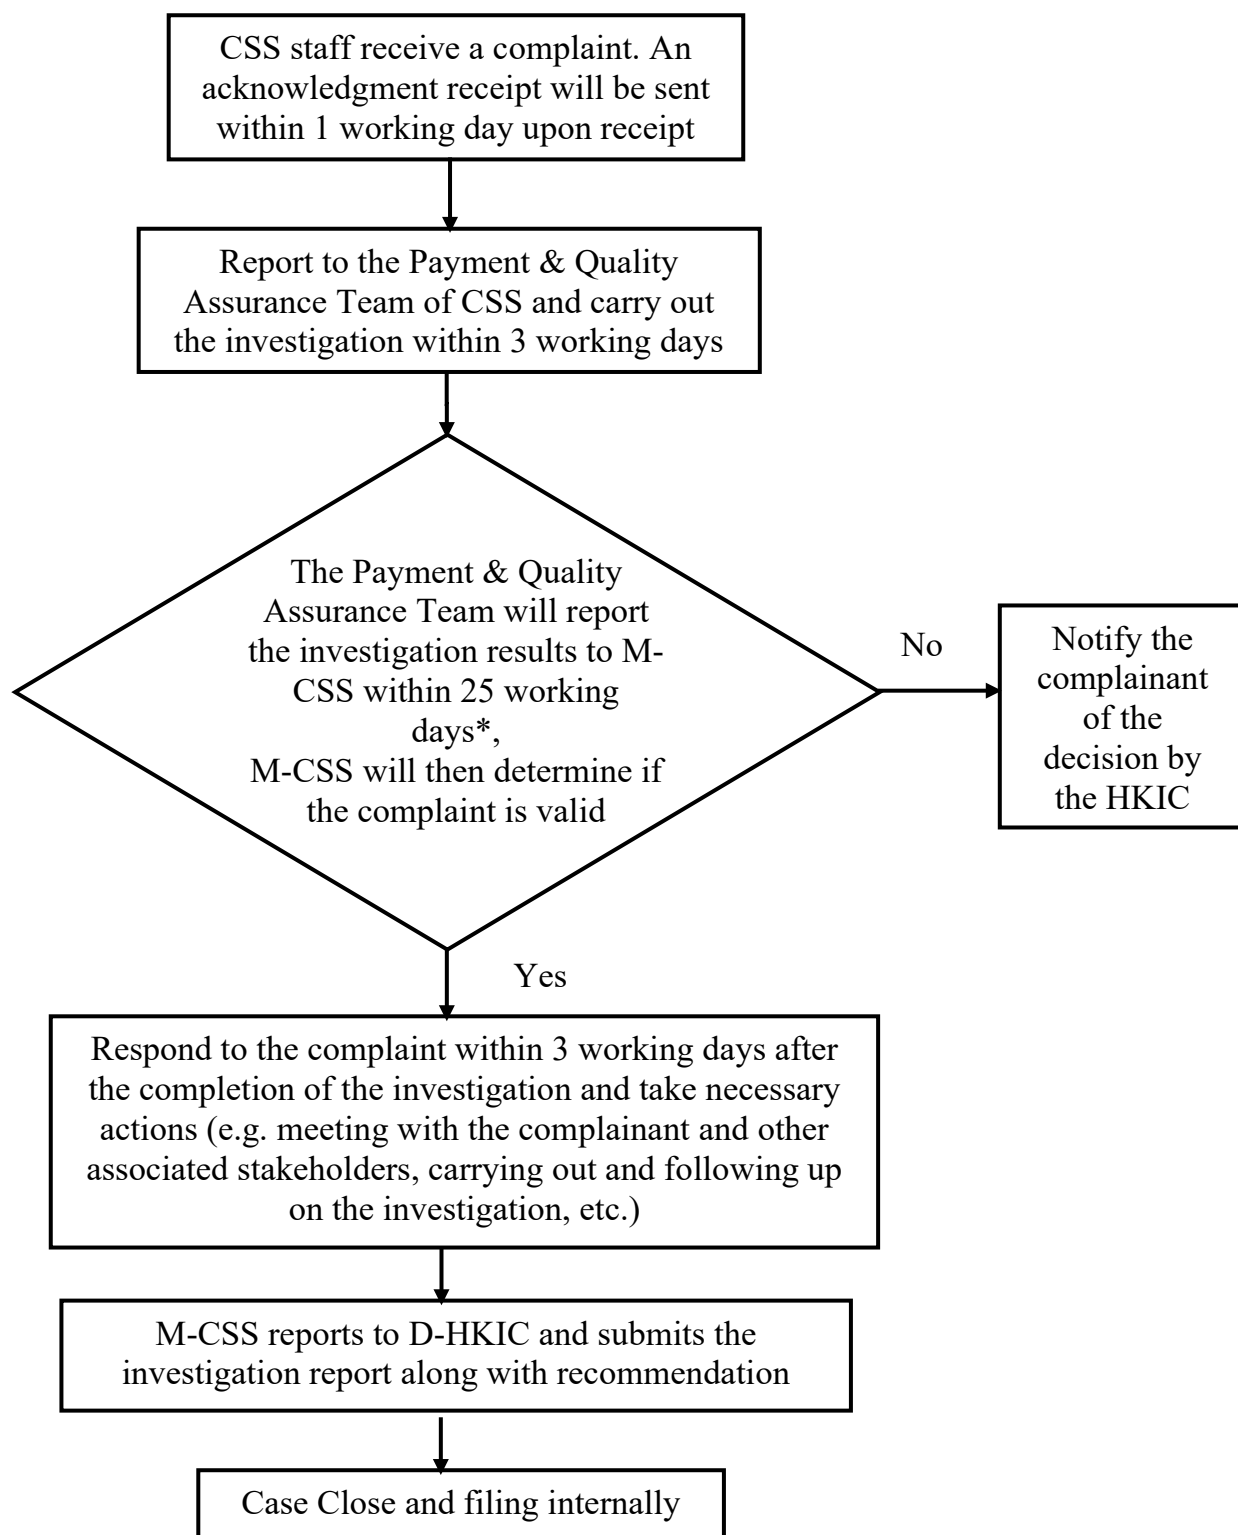 CSS staff receive a complaint. An
acknowledgment receipt will be sent
within 1 working day upon receipt
Report to the Payment & Quality
Assurance Team of CSS and carry out
the investigation within 3 working days
The Payment & Quality
Assurance Team will report
the investigation results to M-
CSS within 25 working
days*,
M-CSS will then determine if
the complaint is valid
No
Notify the
complainant
of the
decision by
the HKIC
Yes
Respond to the complaint within 3 working days after
the completion of the investigation and take necessary
actions (e.g. meeting with the complainant and other
associated stakeholders, carrying out and following up
on the investigation, etc.)
M-CSS reports to D-HKIC and submits the
investigation report along with recommendation
Case Close and filing internally